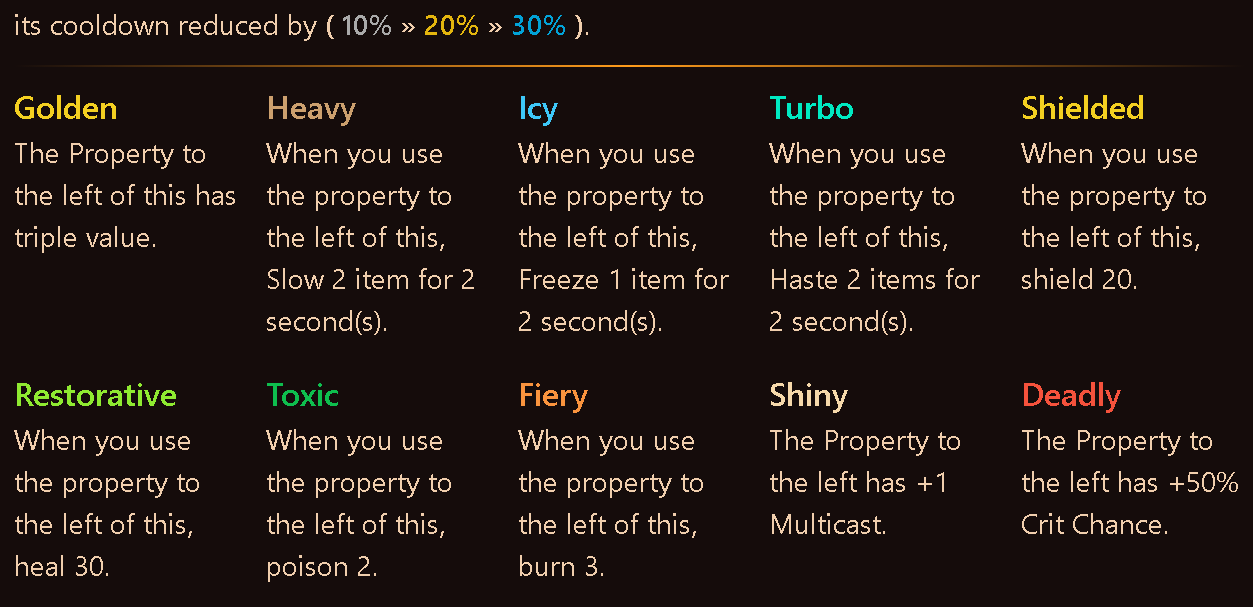 its cooldown reduced by ( 10% » 20% » 30% ).
Golden
The Property to
the left of this has
triple value.
Heavy
When you use
the property to
the left of this,
Slow 2 item for 2
second(s).
Icy
When you use
the property to
the left of this,
Freeze 1 item for
2 second(s).
Turbo
When you use
the property to
the left of this,
Haste 2 items for
2 second(s).
Shielded
When you use
the property to
the left of this,
shield 20.
Restorative
When you use
the property to
the left of this,
heal 30.
Toxic
When you use
the property to
the left of this,
poison 2.
Fiery
When you use
the property to
the left of this,
burn 3.
Shiny
The Property to
the left has +1
Multicast.
Deadly
The Property to
the left has +50%
Crit Chance.